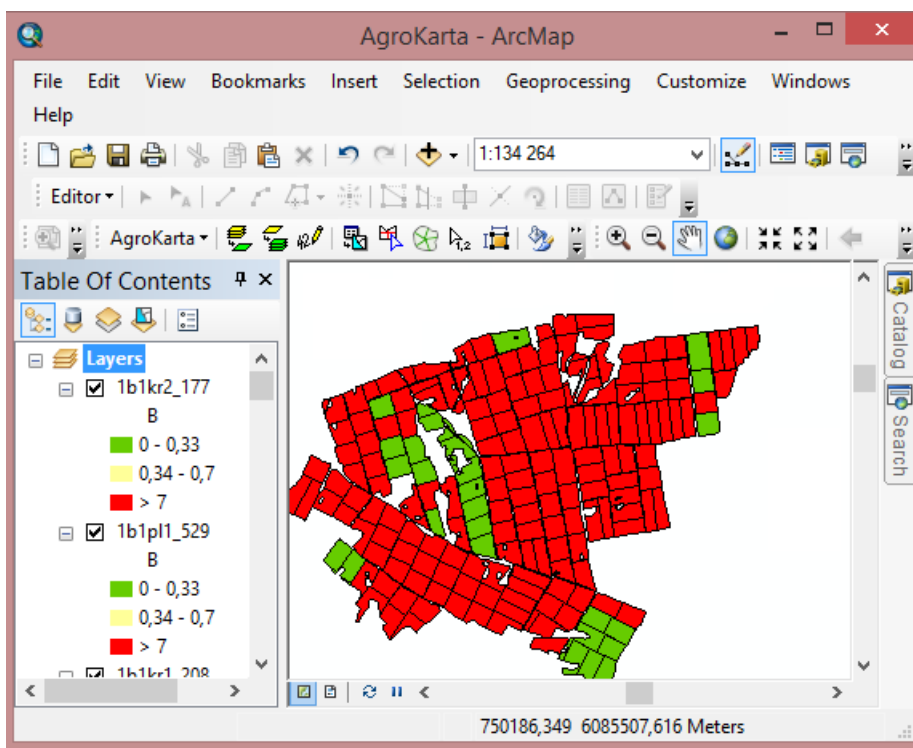 AgroKarta - ArcMap
File Edit View Bookmarks Insert Selection Geoprocessing Customize Windows
Help
1:134 264
Editor
AgroKarta
Table Of Contents
Layers
1b1kr2_177
B
0 - 0,33
0,34 - 0,7
> 7
1b1pl1_529
B
0 - 0,33
0,34 - 0,7
> 7
1b1kr1_208
Catalog
Search
750186,349 6085507,616 Meters